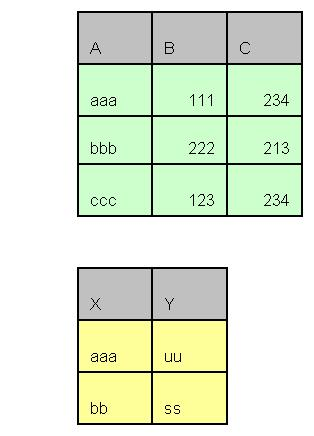 A B C
aaa 111 234
bbb 222 213
ccc 123 234
X Y
aaa uu
bb ss